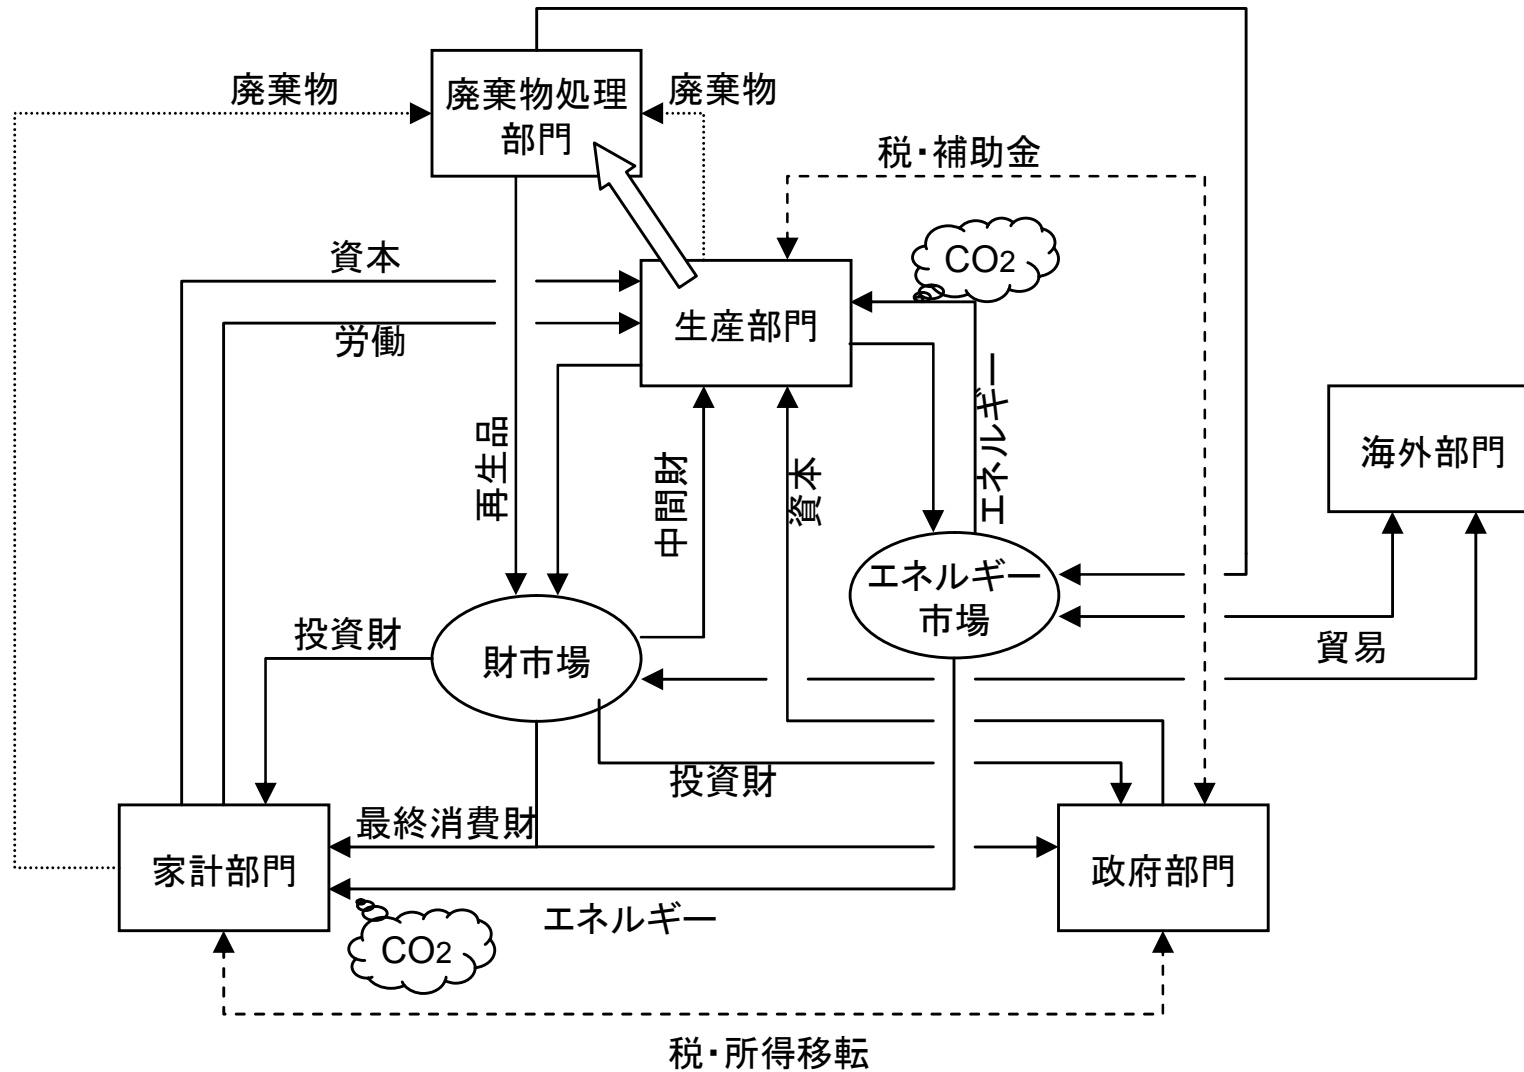 廃棄物
廃棄物処理
部門
廃棄物
税・補助金
資本
CO2
労働
生産部門
エネルギー
再生品
中間財
資本
海外部門
エネルギー
市場
投資財
財市場
貿易
投資財
最終消費財
家計部門
政府部門
エネルギー
CO2
税・所得移転